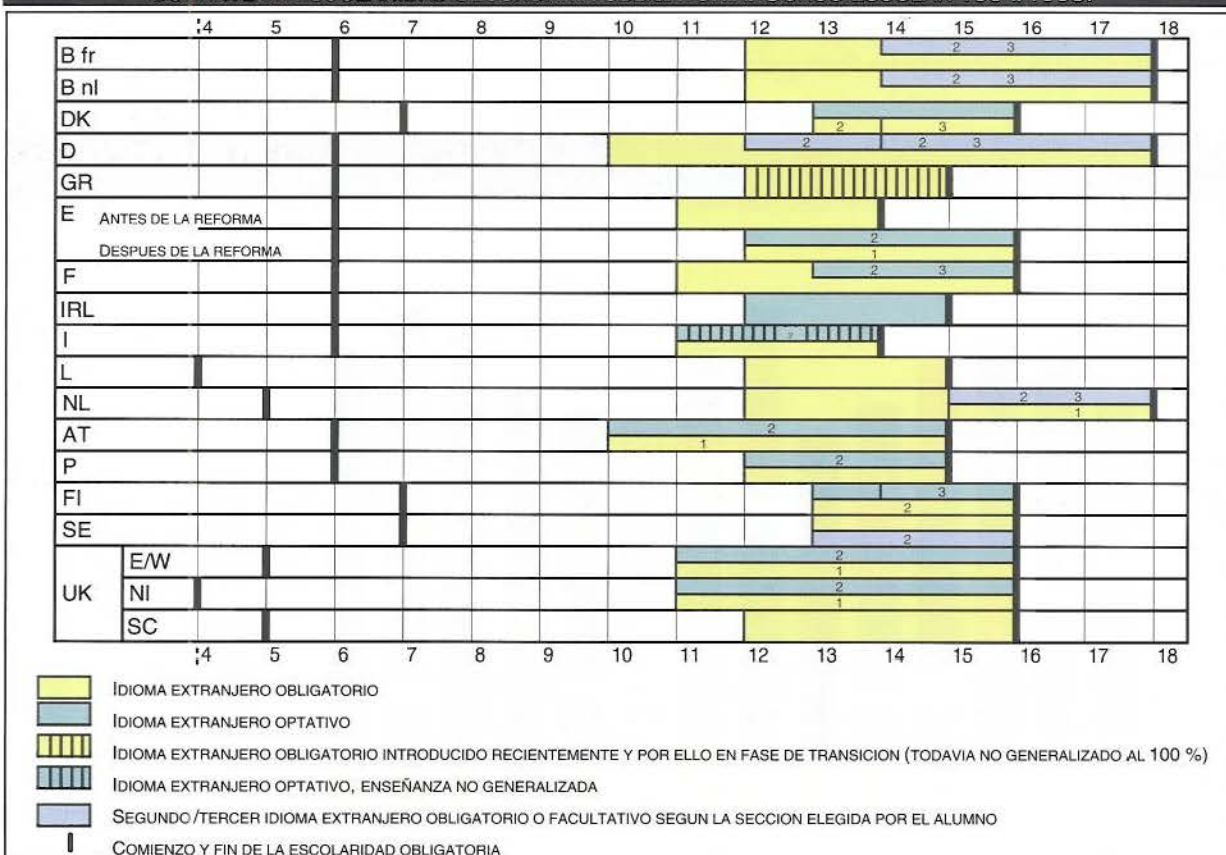 4 5 6 7 8 9 10 11 12 13 14 15 16 17 18
B fr 2 3
B nl 2 3
DK 2 3
D 2 2 3
GR
E ANTES DE LA REFORMA
2
DESPUES DE LA REFORMA 1
F 2 3
IRL
I
L
NL 2 3
1
AT 2
1
P 2
FI 3
2
SE 2
UK E/W 2
1
NI 2
1
SC
4 5 6 7 8 9 10 11 12 13 14 15 16 17 18
IDIOMA EXTRANJERO OBLIGATORIO
IDIOMA EXTRANJERO OPTATIVO
IDIOMA EXTRANJERO OBLIGATORIO INTRODUCIDO RECIENTEMENTE Y POR ELLO EN FASE DE TRANSICION (TODAVIA NO GENERALIZADO AL 100 %)
IDIOMA EXTRANJERO OPTATIVO, ENSEÑANZA NO GENERALIZADA
SEGUNDO/TERCER IDIOMA EXTRANJERO OBLIGATORIO O FACULTATIVO SEGUN LA SECCION ELEGIDA POR EL ALUMNO
COMIENZO Y FIN DE LA ESCOLARIDAD OBLIGATORIA